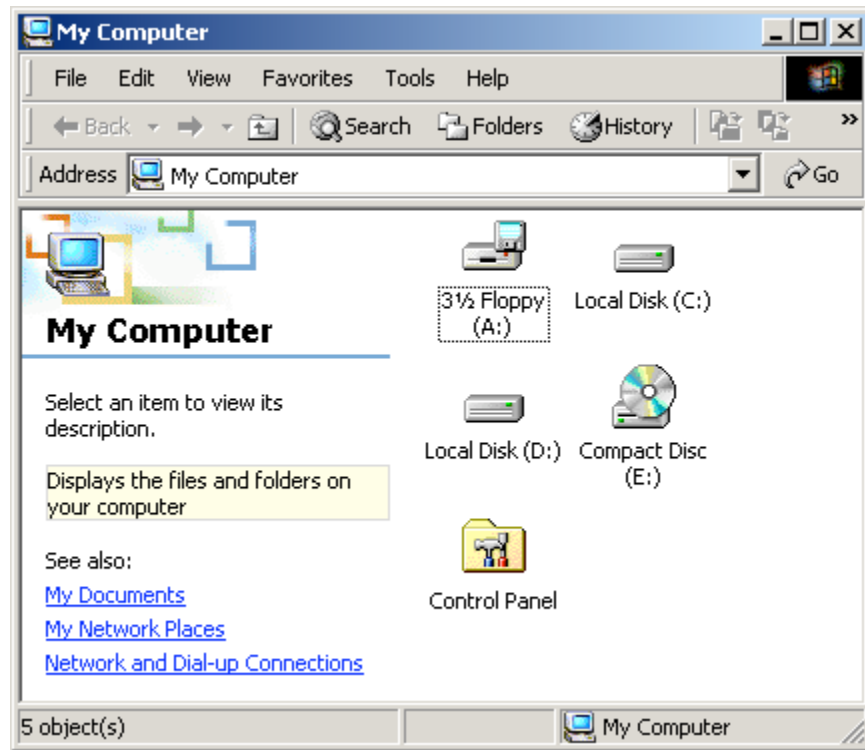 My Computer
File Edit View Favorites Tools Help
Back Search Folders History »
Address My Computer Go
My Computer
Select an item to view its
description.
Displays the files and folders on
your computer
See also:
My Documents
My Network Places
Network and Dial-up Connections
3½ Floppy
(A:)
Local Disk (C:)
Local Disk (D:)
Compact Disc
(E:)
Control Panel
5 object(s) My Computer